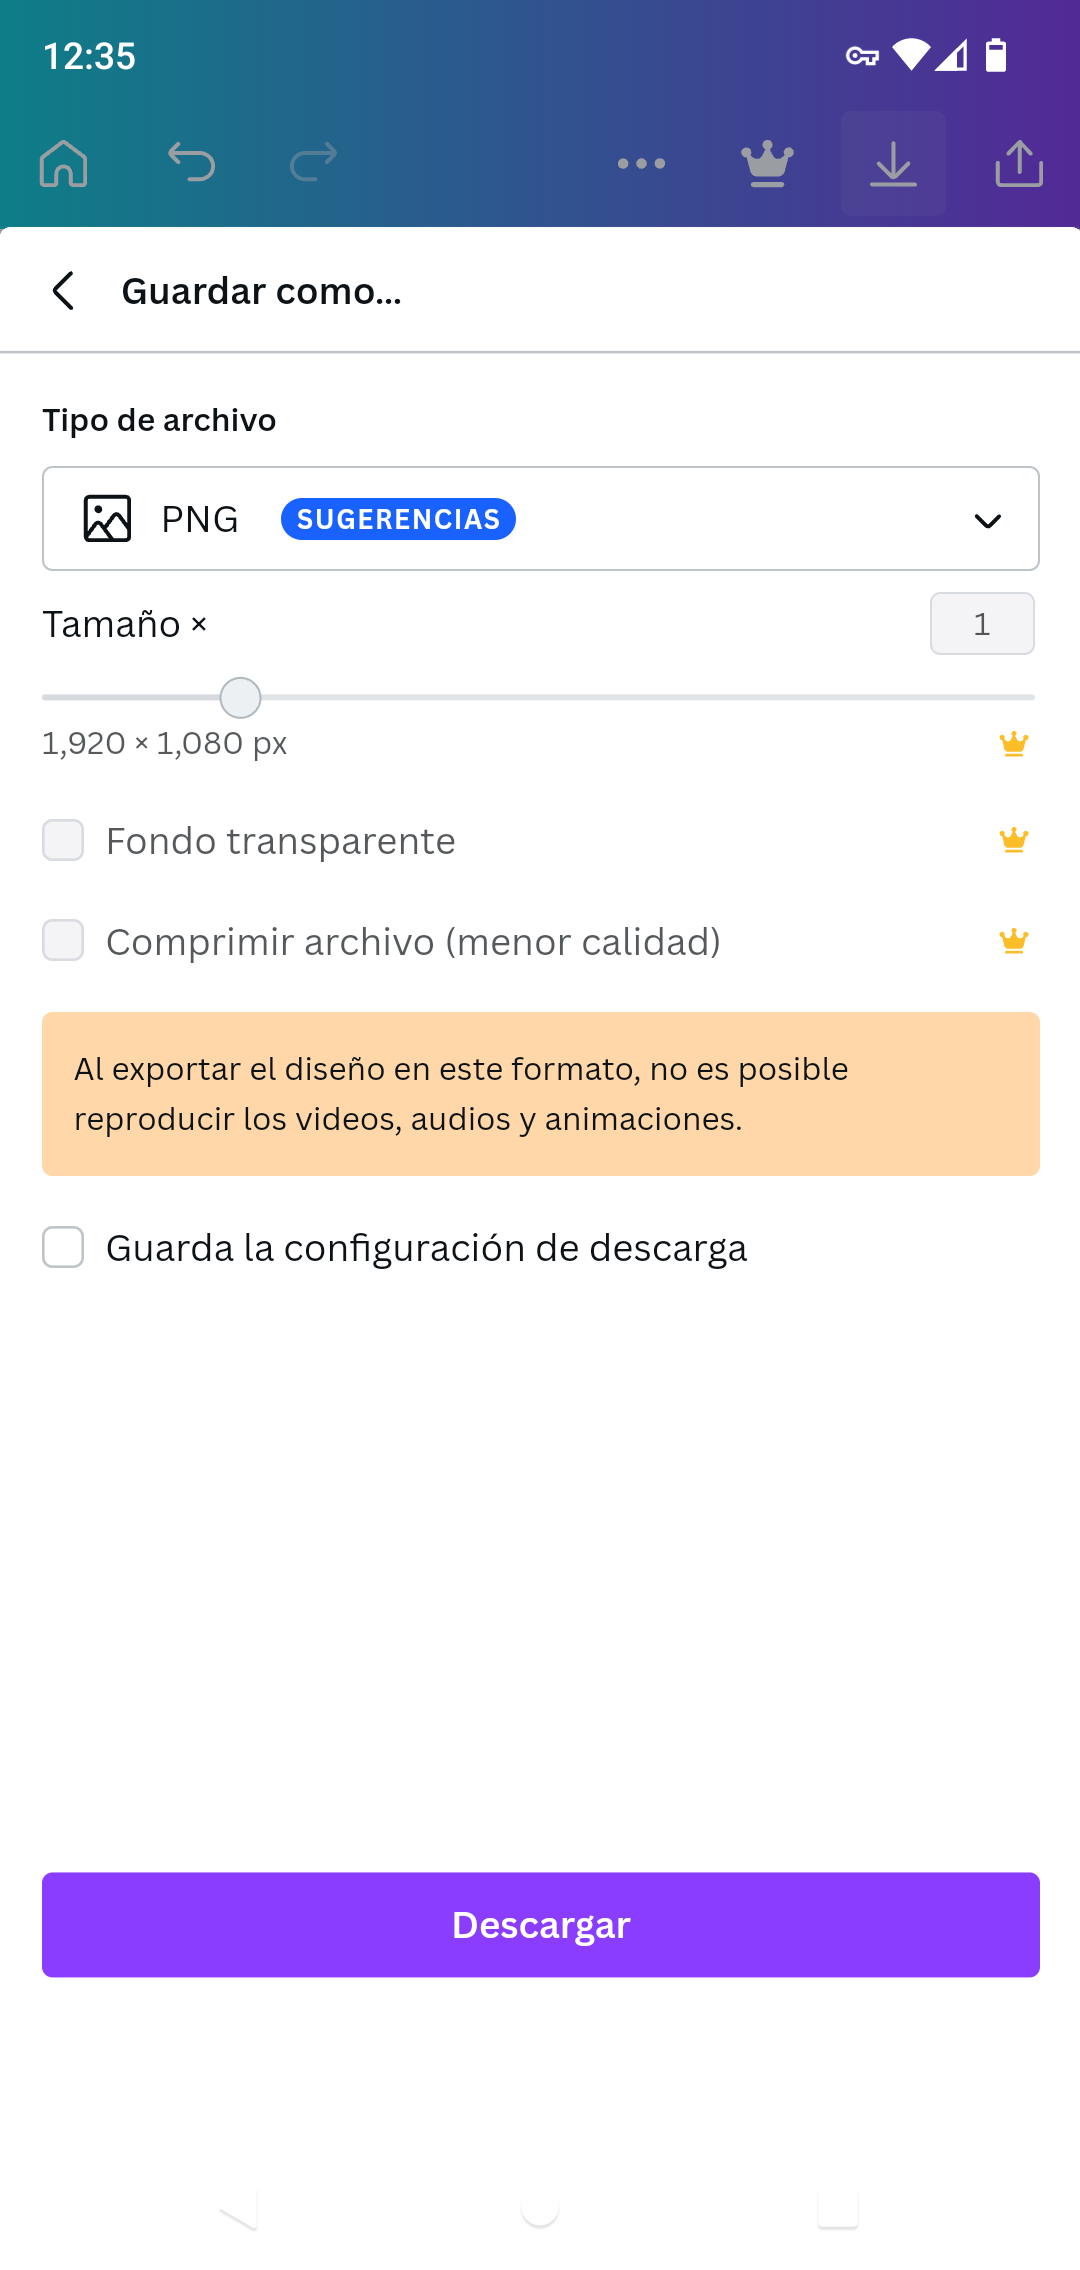 12:35
Guardar como...
Tipo de archivo
PNG SUGERENCIAS
Tamaño × 1
1,920 × 1,080 px
Fondo transparente
Comprimir archivo (menor calidad)
Al exportar el diseño en este formato, no es posible
reproducir los videos, audios y animaciones.
Guarda la configuración de descarga
Descargar